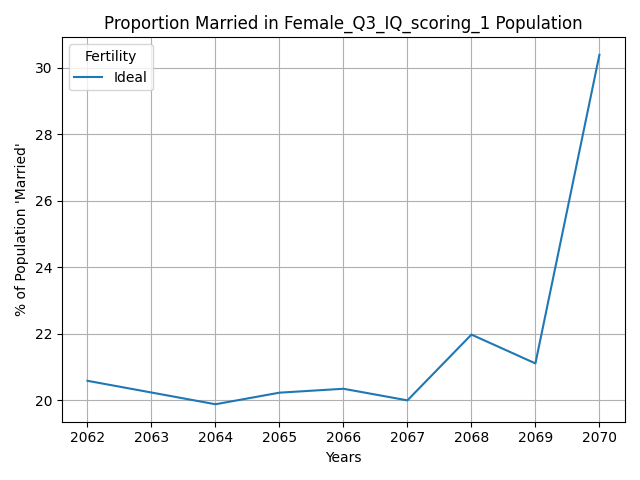 Proportion Married in Female_Q3_IQ_scoring_1 Population
Fertility
Ideal
% of Population 'Married'
30
28
26
24
22
20
2062 2063 2064 2065 2066 2067 2068 2069 2070
Years